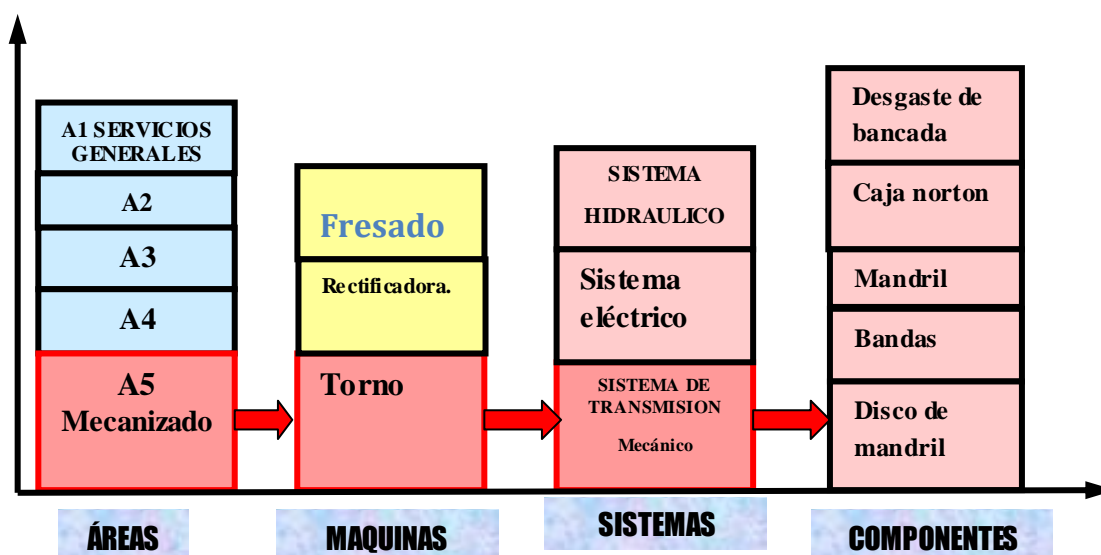 A1 SERVICIOS
GENERALES
A2
A3
A4
A5
Mecanizado
Fresado
Rectificadora.
Torno
SISTEMA
HIDRAULICO
Sistema
eléctrico
SISTEMA DE
TRANSMISION
Mecánico
Desgaste de
bancada
Caja norton
Mandril
Bandas
Disco de
mandril
ÁREAS
MAQUINAS
SISTEMAS
COMPONENTES